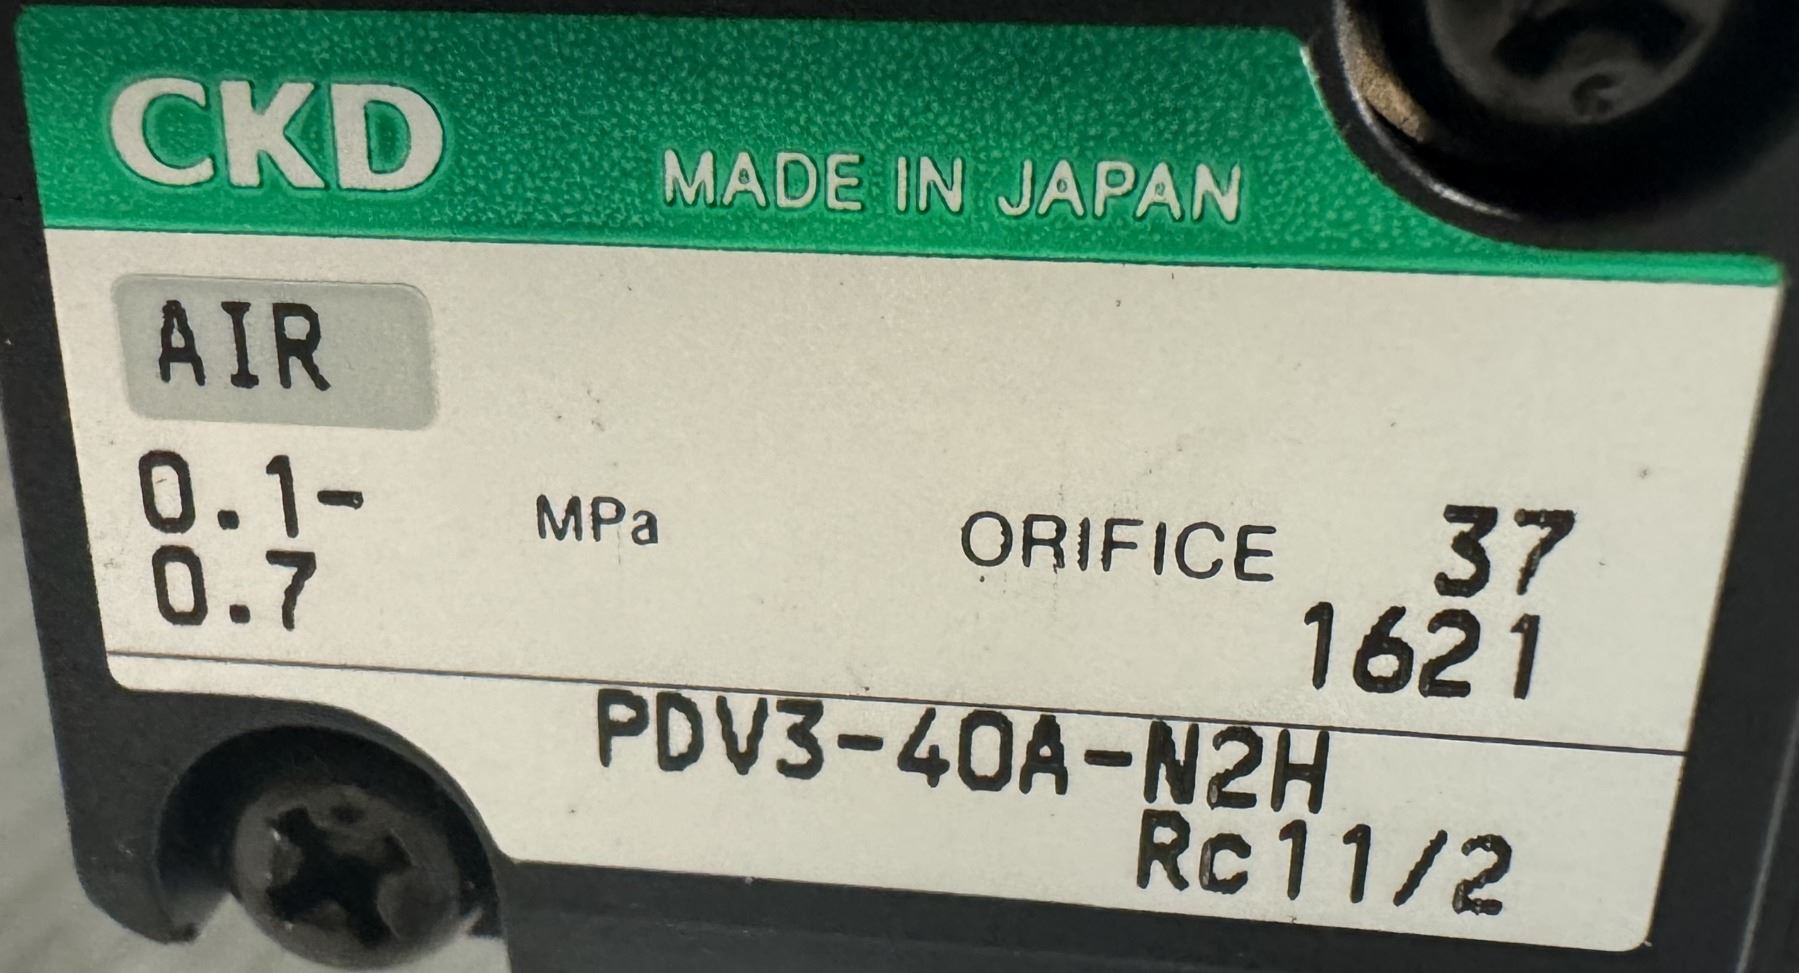 CKD MADE IN JAPAN
AIR
0.1-
0.7 MPa ORIFICE 37
1621
PDV3-40A-N2H
Rc11/2